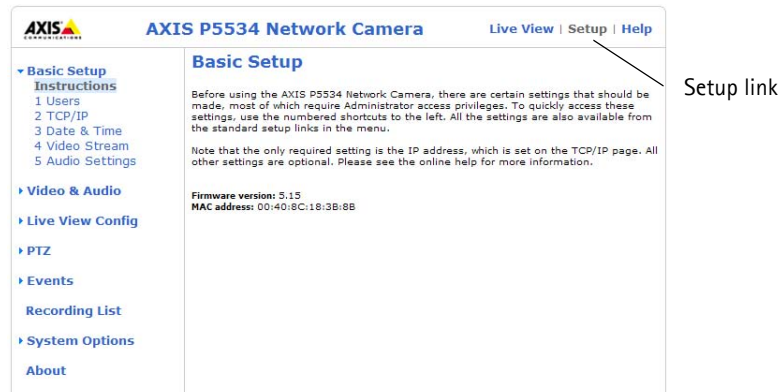 AXIS
COMMUNICATIONS
AXIS P5534 Network Camera
Live View | Setup | Help
Setup link
Basic Setup
Instructions
1 Users
2 TCP/IP
3 Date & Time
4 Video Stream
5 Audio Settings
Video & Audio
Live View Config
PTZ
Events
Recording List
System Options
About
Basic Setup
Before using the AXIS P5534 Network Camera, there are certain settings that should be
made, most of which require Administrator access privileges. To quickly access these
settings, use the numbered shortcuts to the left. All the settings are also available from
the standard setup links in the menu.
Note that the only required setting is the IP address, which is set on the TCP/IP page. All
other settings are optional. Please see the online help for more information.
Firmware version: 5.15
MAC address: 00:40:8C:18:3B:8B